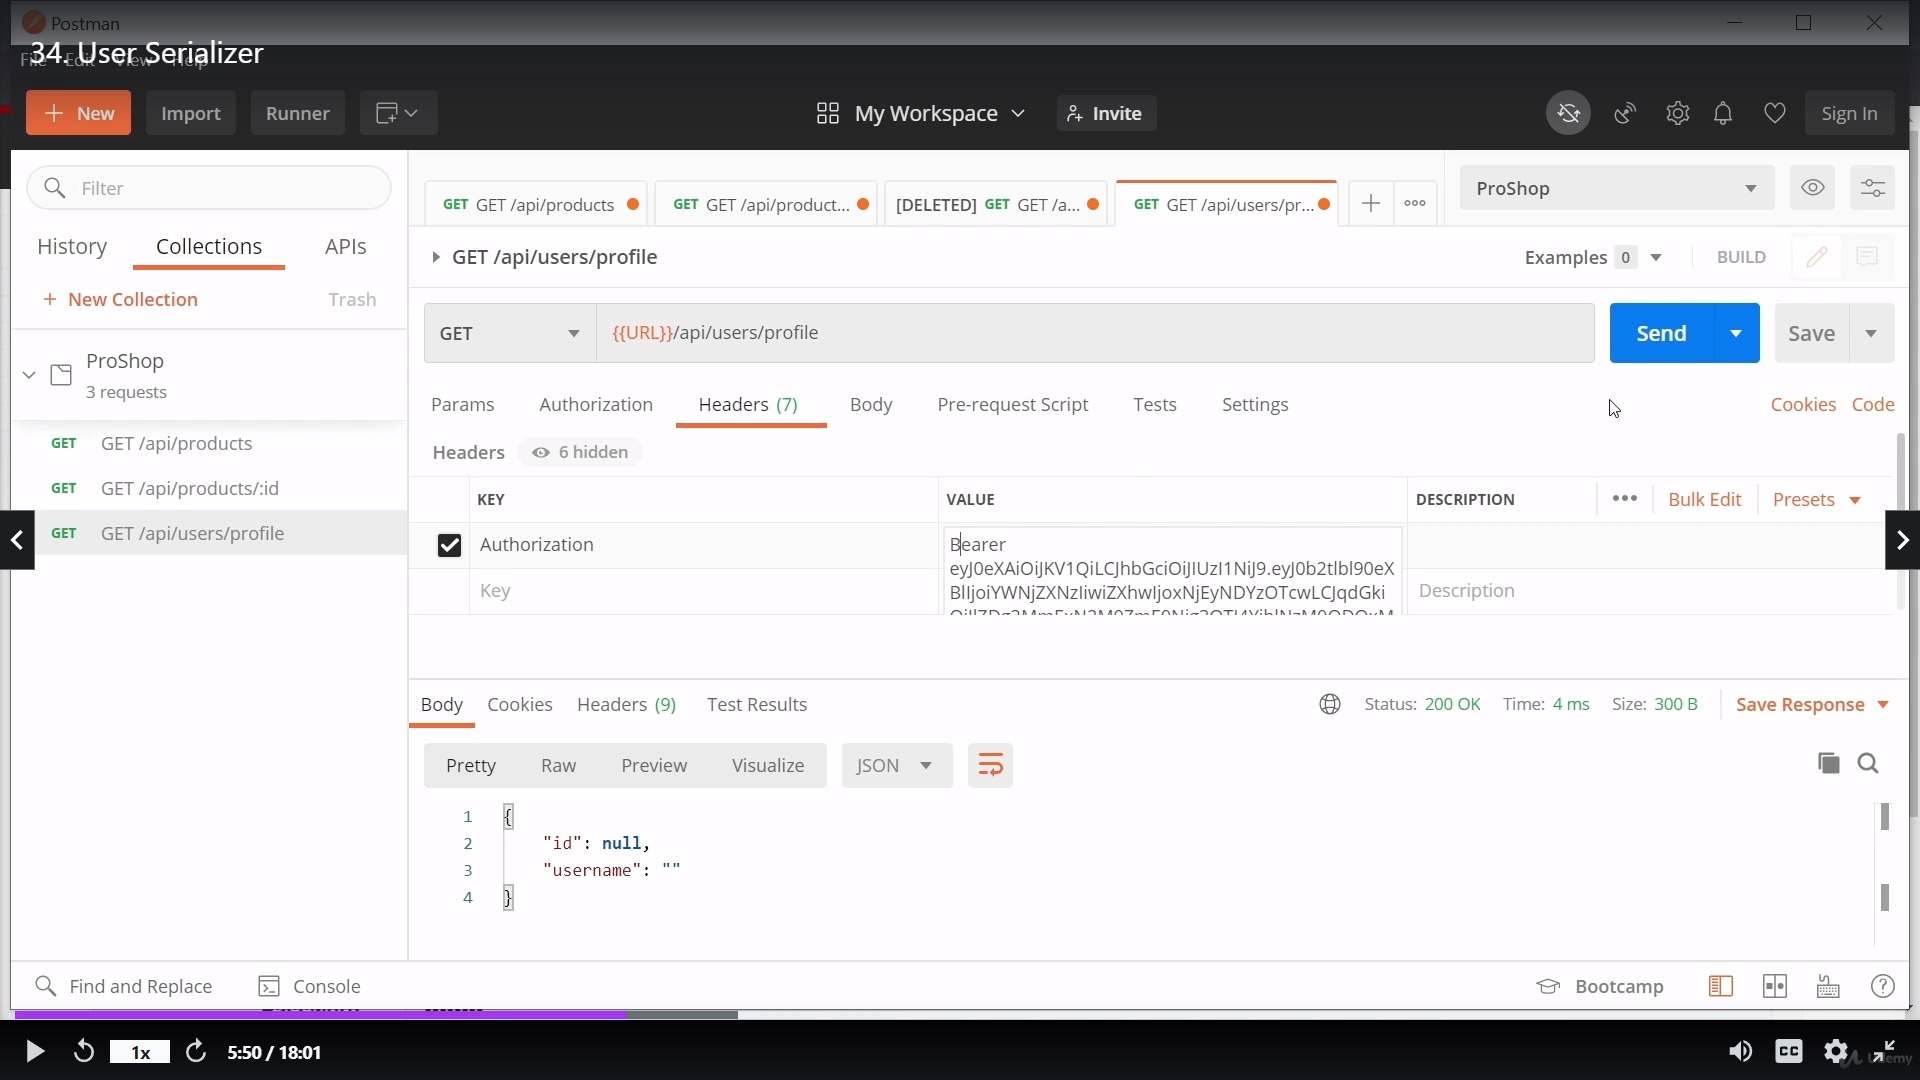 Postman
34. User Serializer
File Edit View Help
New
Import
Runner
My Workspace
Invite
Sign In
Filter
GET GET /api/products
GET GET /api/product...
[DELETED] GET GET /a...
GET GET /api/users/pr...
ProShop
History
Collections
APIs
GET /api/users/profile
Examples 0
BUILD
+ New Collection
Trash
GET
{{URL}}/api/users/profile
Send
Save
ProShop
3 requests
Params
Authorization
Headers (7)
Body
Pre-request Script
Tests
Settings
Cookies
Code
GET GET /api/products
GET GET /api/products/:id
GET GET /api/users/profile
Headers
6 hidden
KEY
VALUE
DESCRIPTION
Bulk Edit
Presets
Authorization
Bearer
eyJ0eXAiOiJKV1QiLCJhbGciOiJIUzI1NiJ9.eyJ0b2tlbl90eX
BlIjoiYWNjZXNzIiwiZXhwIjoxNjEyNDYzOTcwLCJqdGki
Key
Description
Body
Cookies
Headers (9)
Test Results
Status: 200 OK
Time: 4 ms
Size: 300 B
Save Response
Pretty
Raw
Preview
Visualize
JSON
1 {
2 "id": null,
3 "username": ""
4 }
Find and Replace
Console
Bootcamp
1x
5:50 / 18:01
CC
Udemy